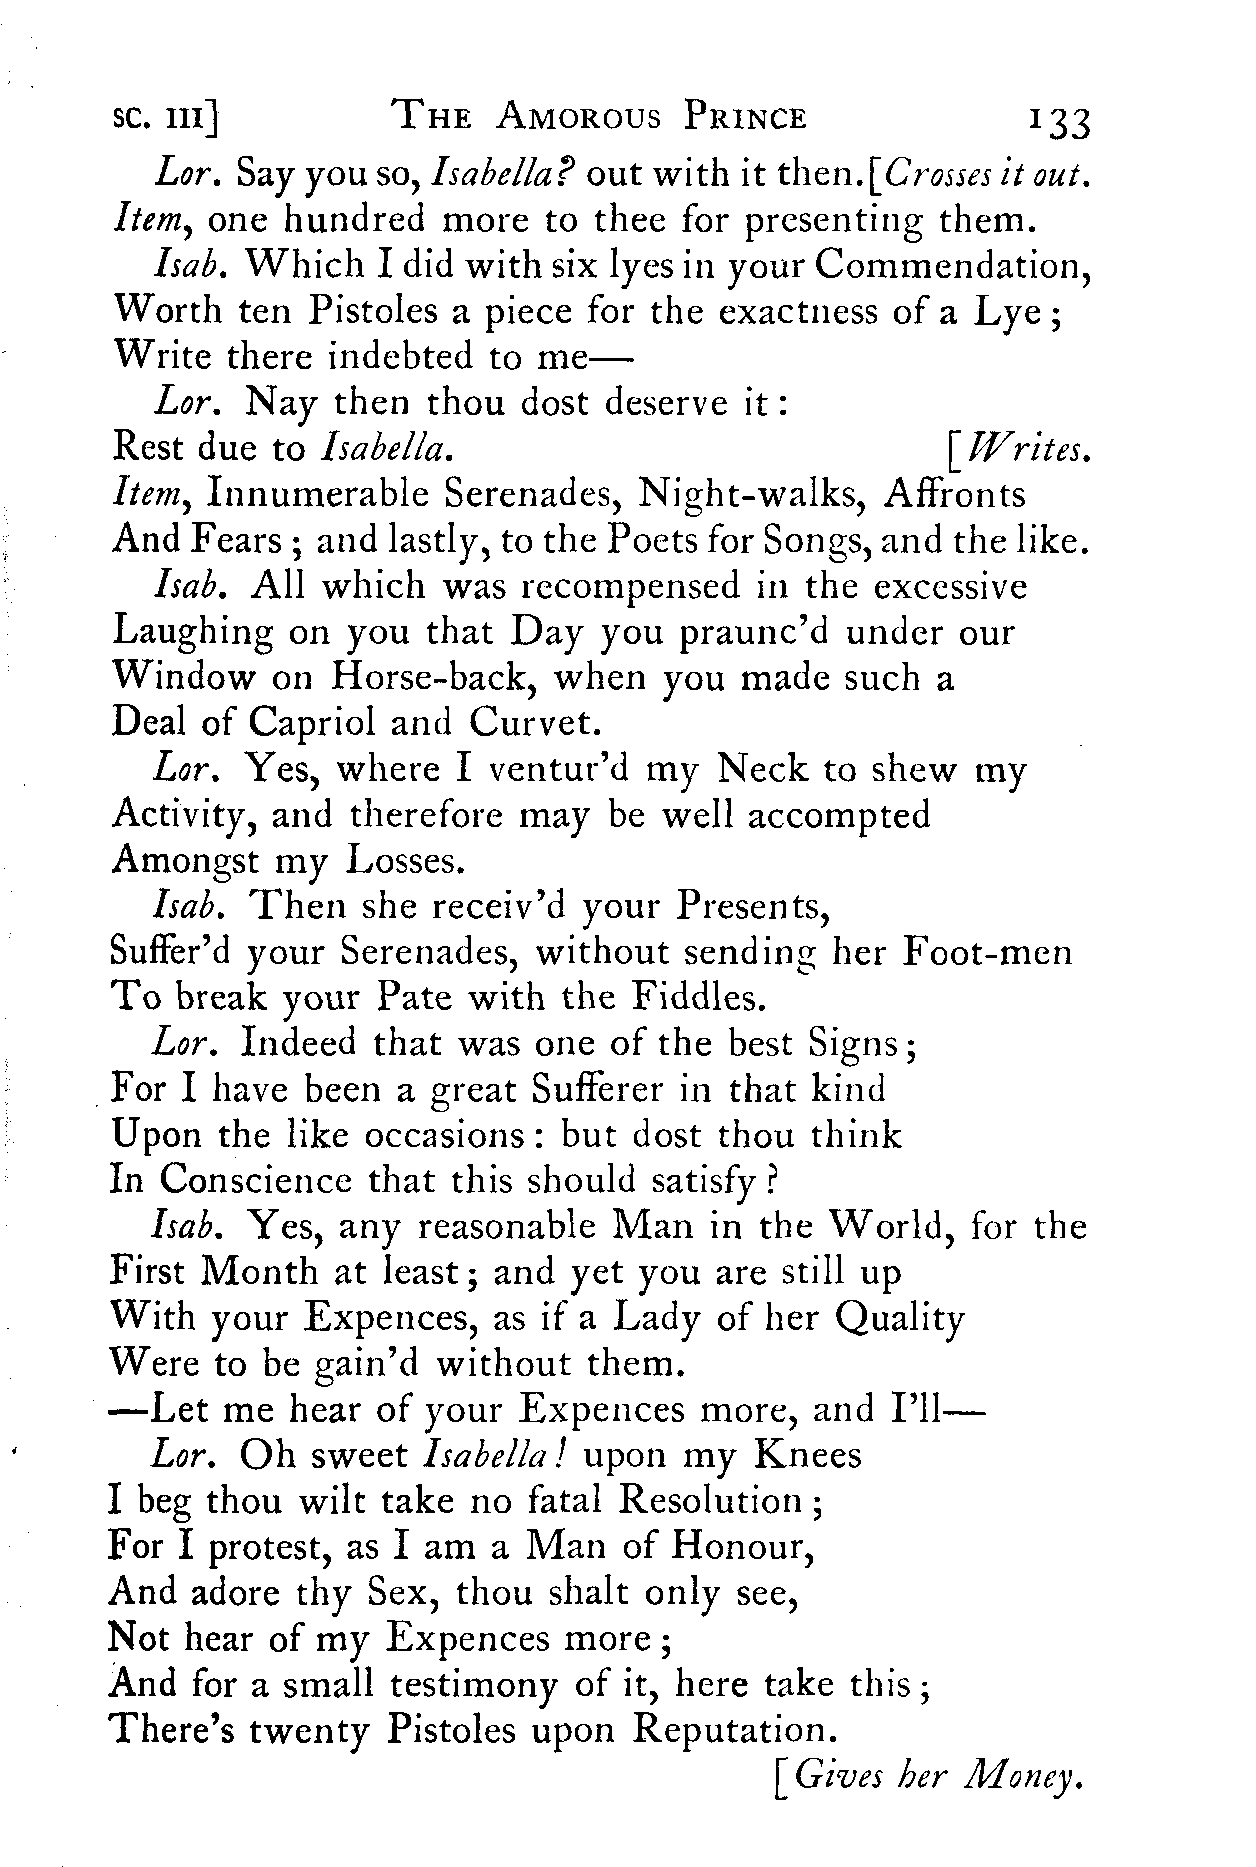 SC. III] THE AMOROUS PRINCE 133
Lor. Say you so, Isabella? out with it then.[Crosses it out.
Item, one hundred more to thee for presenting them.
Isab. Which I did with six lyes in your Commendation,
Worth ten Pistoles a piece for the exactness of a Lye ;
Write there indebted to me—
Lor. Nay then thou dost deserve it :
Rest due to Isabella. [Writes.
Item, Innumerable Serenades, Night-walks, Affronts
And Fears ; and lastly, to the Poets for Songs, and the like.
Isab. All which was recompensed in the excessive
Laughing on you that Day you praunc'd under our
Window on Horse-back, when you made such a
Deal of Capriol and Curvet.
Lor. Yes, where I ventur'd my Neck to shew my
Activity, and therefore may be well accompted
Amongst my Losses.
Isab. Then she receiv'd your Presents,
Suffer'd your Serenades, without sending her Foot-men
To break your Pate with the Fiddles.
Lor. Indeed that was one of the best Signs ;
For I have been a great Sufferer in that kind
Upon the like occasions : but dost thou think
In Conscience that this should satisfy ?
Isab. Yes, any reasonable Man in the World, for the
First Month at least ; and yet you are still up
With your Expences, as if a Lady of her Quality
Were to be gain'd without them.
—Let me hear of your Expences more, and I'll—
Lor. Oh sweet Isabella! upon my Knees
I beg thou wilt take no fatal Resolution ;
For I protest, as I am a Man of Honour,
And adore thy Sex, thou shalt only see,
Not hear of my Expences more ;
And for a small testimony of it, here take this ;
There's twenty Pistoles upon Reputation.
[Gives her Money.